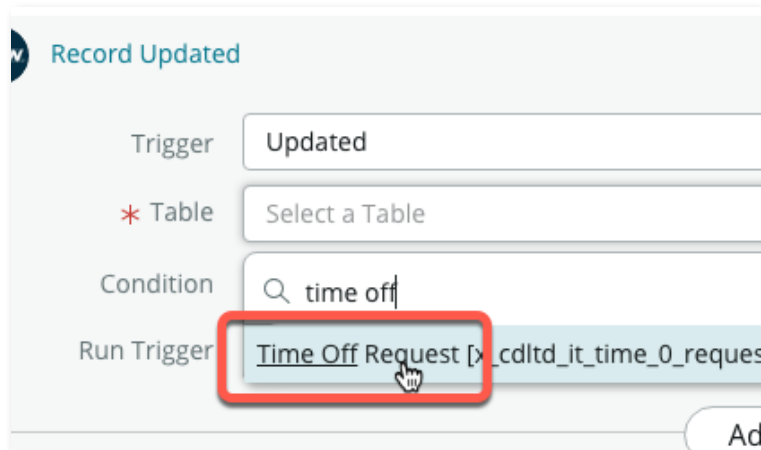 w.
Record Updated
Trigger Updated
* Table Select a Table
Condition
time off
Run Trigger Time Off Request [x_cdltd_it_time_0_reques
Ad